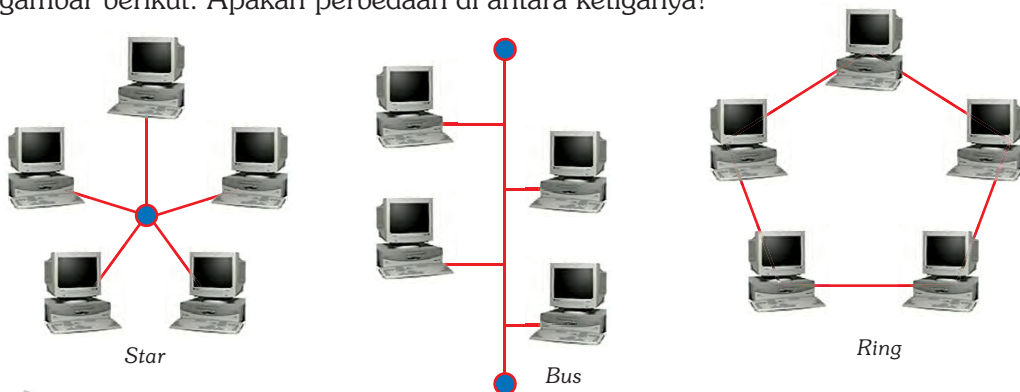 gambar berikut. Apakah perbedaan di antara ketiganya?
Star
Bus
Ring